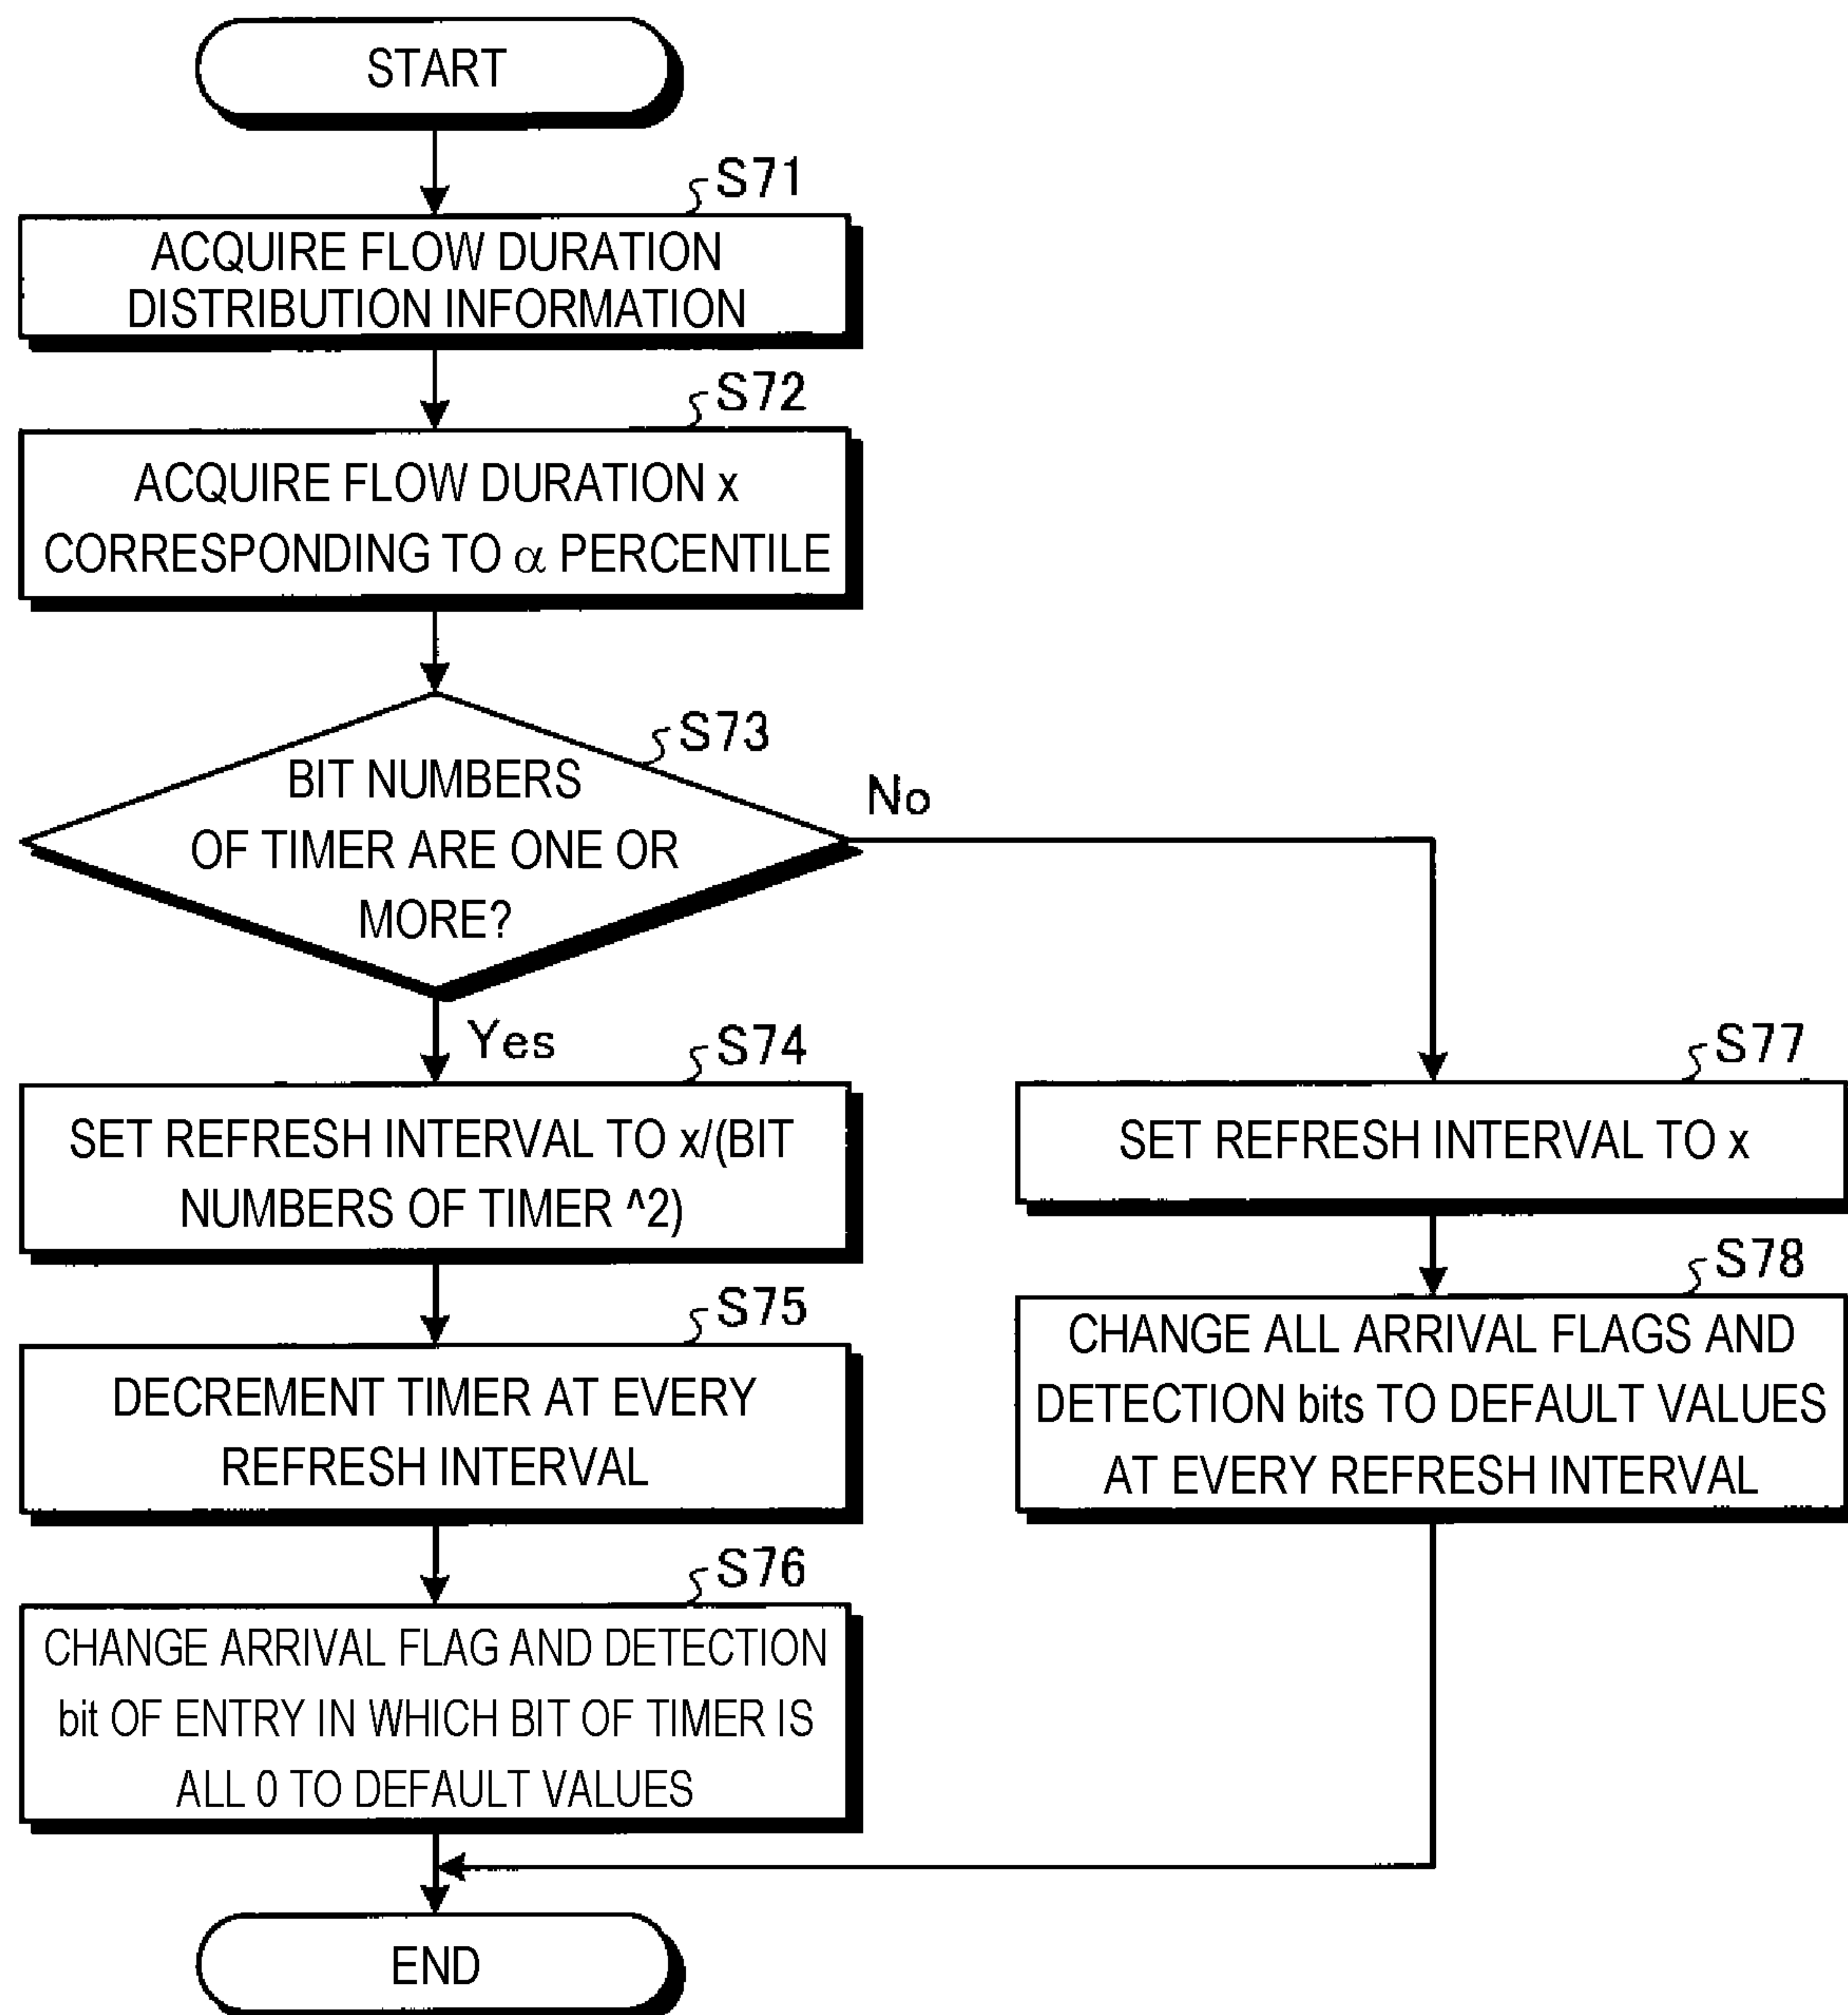 START
S71
ACQUIRE FLOW DURATION
DISTRIBUTION INFORMATION
S72
ACQUIRE FLOW DURATION x
CORRESPONDING TO α PERCENTILE
S73
BIT NUMBERS
OF TIMER ARE ONE OR
MORE?
No
Yes
S74
SET REFRESH INTERVAL TO x/(BIT
NUMBERS OF TIMER ^2)
S75
DECREMENT TIMER AT EVERY
REFRESH INTERVAL
S76
CHANGE ARRIVAL FLAG AND DETECTION
bit OF ENTRY IN WHICH BIT OF TIMER IS
ALL 0 TO DEFAULT VALUES
S77
SET REFRESH INTERVAL TO x
S78
CHANGE ALL ARRIVAL FLAGS AND
DETECTION bits TO DEFAULT VALUES
AT EVERY REFRESH INTERVAL
END